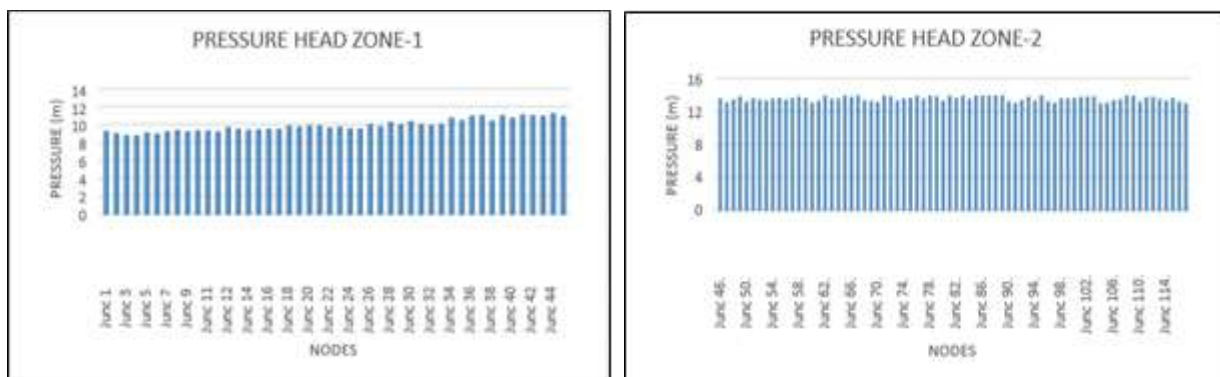 PRESSURE HEAD ZONE-1
PRESSURE (m)
14
12
10
8
6
4
2
0
Junc 1
Junc 3
Junc 5
Junc 7
Junc 9
Junc 11
Junc 12
Junc 14
Junc 16
Junc 18
Junc 20
Junc 22
Junc 24
Junc 26
Junc 28
Junc 30
Junc 32
Junc 34
Junc 36
Junc 38
Junc 40
Junc 42
Junc 44
NODES
PRESSURE HEAD ZONE-2
PRESSURE (m)
16
12
8
4
0
Junc 46.
Junc 50.
Junc 54.
Junc 58.
Junc 62.
Junc 66.
Junc 70.
Junc 74.
Junc 78.
Junc 82.
Junc 86.
Junc 90.
Junc 94.
Junc 98.
Junc 102.
Junc 106.
Junc 110.
Junc 114.
NODES